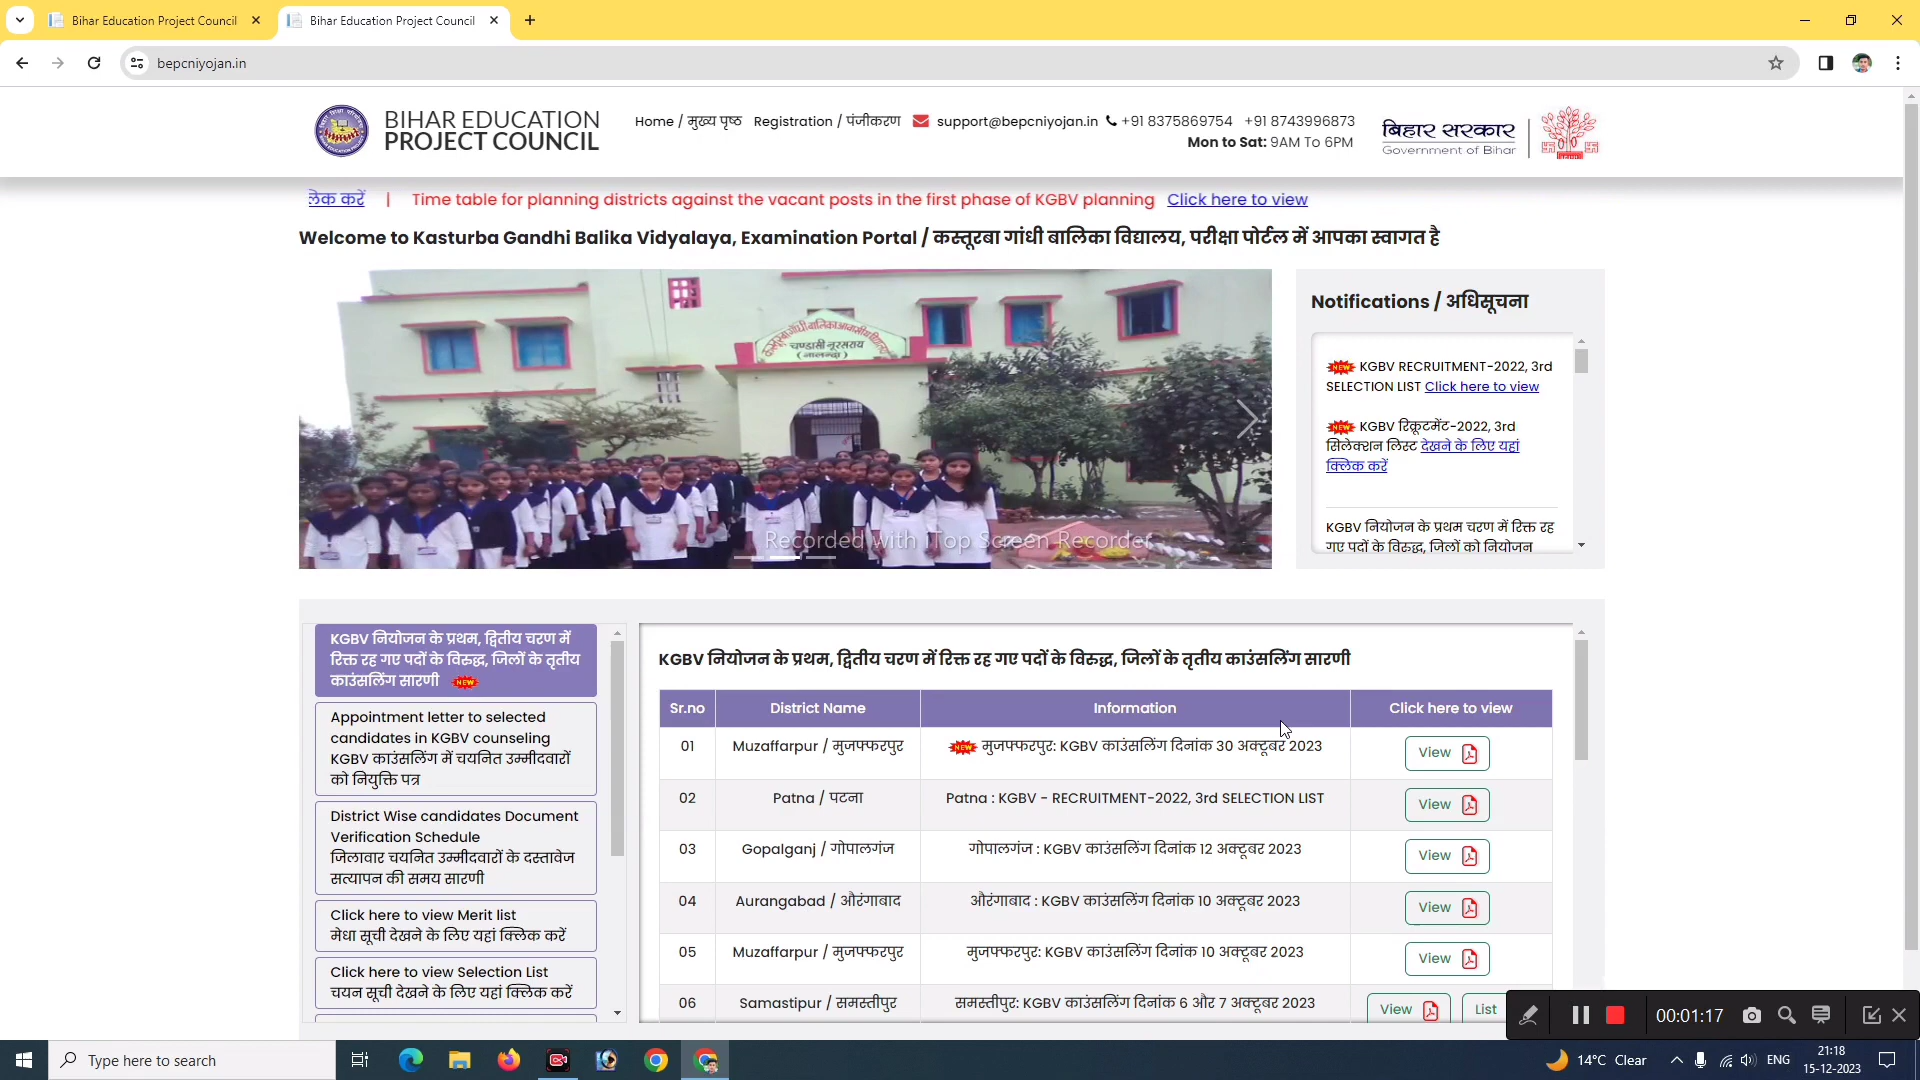 Bihar Education Project Council
Bihar Education Project Council
bepcniyojan.in
BIHAR EDUCATION
PROJECT COUNCIL
Home / मुख्य पृष्ठ Registration / पंजीकरण support@bepcniyojan.in +91 8375869754 +91 8743996873
Mon to Sat: 9AM To 6PM
बिहार सरकार
Government of Bihar
लिक करें | Time table for planning districts against the vacant posts in the first phase of KGBV planning Click here to view
Welcome to Kasturba Gandhi Balika Vidyalaya, Examination Portal / कस्तूरबा गांधी बालिका विद्यालय, परीक्षा पोर्टल में आपका स्वागत है
कस्तुरबा गाँधी बालिका आवासीय विद्यालय
चण्डासी नूरसराय
(नालन्दा)
Recorded with iTop Screen Recorder
Notifications / अधिसूचना
NEW KGBV RECRUITMENT-2022, 3rd
SELECTION LIST Click here to view
NEW KGBV रिक्रूटमेंट-2022, 3rd
सिलेक्शन लिस्ट देखने के लिए यहां
क्लिक करें
KGBV नियोजन के प्रथम चरण में रिक्त रह
गए पदों के विरुद्ध, जिलों को नियोजन
KGBV नियोजन के प्रथम, द्वितीय चरण में
रिक्त रह गए पदों के विरुद्ध, जिलों के तृतीय
काउंसलिंग सारणी NEW
Appointment letter to selected
candidates in KGBV counseling
KGBV काउंसलिंग में चयनित उम्मीदवारों
को नियुक्ति पत्र
District Wise candidates Document
Verification Schedule
जिलावार चयनित उम्मीदवारों के दस्तावेज
सत्यापन की समय सारणी
Click here to view Merit list
मेधा सूची देखने के लिए यहां क्लिक करें
Click here to view Selection List
चयन सूची देखने के लिए यहां क्लिक करें
KGBV नियोजन के प्रथम, द्वितीय चरण में रिक्त रह गए पदों के विरुद्ध, जिलों के तृतीय काउंसलिंग सारणी
Sr.no District Name Information Click here to view
01 Muzaffarpur / मुजफ्फरपुर NEW मुजफ्फरपुर: KGBV काउंसलिंग दिनांक 30 अक्टूबर 2023 View
02 Patna / पटना Patna : KGBV - RECRUITMENT-2022, 3rd SELECTION LIST View
03 Gopalganj / गोपालगंज गोपालगंज : KGBV काउंसलिंग दिनांक 12 अक्टूबर 2023 View
04 Aurangabad / औरंगाबाद औरंगाबाद : KGBV काउंसलिंग दिनांक 10 अक्टूबर 2023 View
05 Muzaffarpur / मुजफ्फरपुर मुजफ्फरपुर: KGBV काउंसलिंग दिनांक 10 अक्टूबर 2023 View
06 Samastipur / समस्तीपुर समस्तीपुर: KGBV काउंसलिंग दिनांक 6 और 7 अक्टूबर 2023 View List
00:01:17
Type here to search
14°C Clear
ENG
21:18
15-12-2023